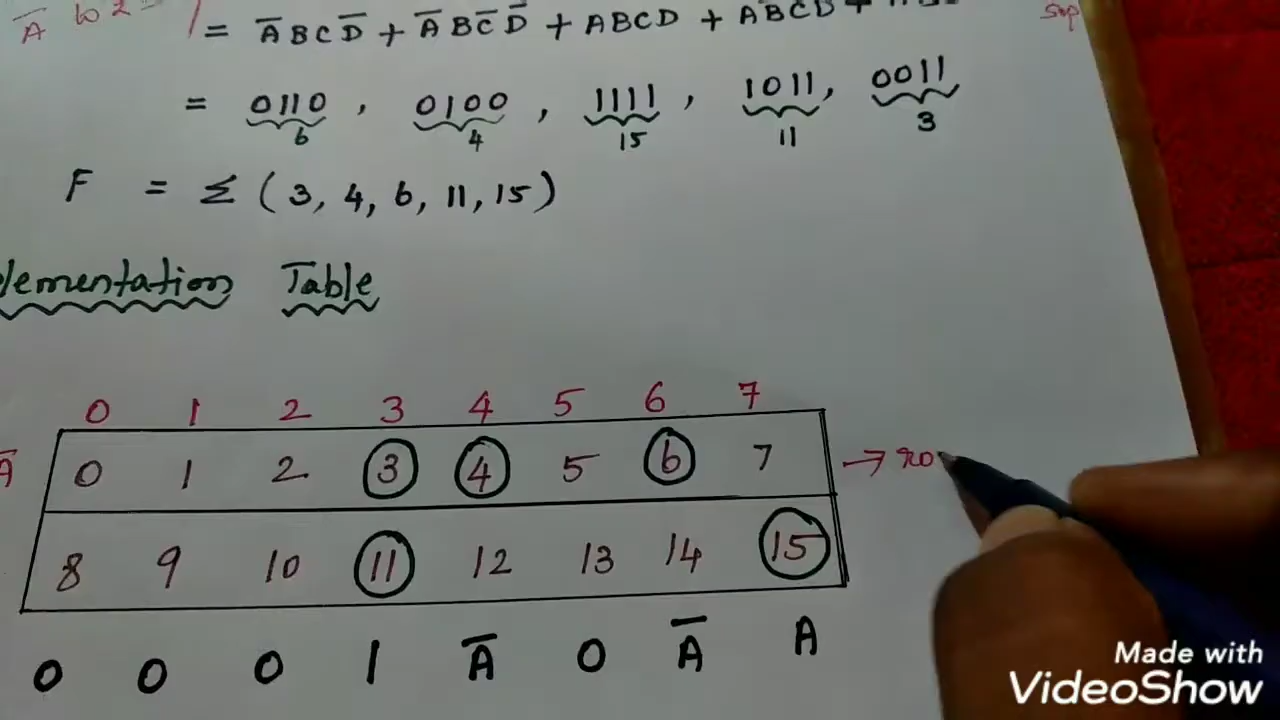 A̅
= A̅BCD̅ + A̅BC̅D̅ + ABCD + ABCD +
= 0110, 0100, 1111, 1011, 0011
6 4 15 11 3
F = Σ (3, 4, 6, 11, 15)
lementation Table
0 1 2 3 4 5 6 7
A̅ 0 1 2 3 4 5 6 7 → ro
8 9 10 11 12 13 14 15
0 0 0 1 A̅ 0 A̅ A
Made with
VideoShow